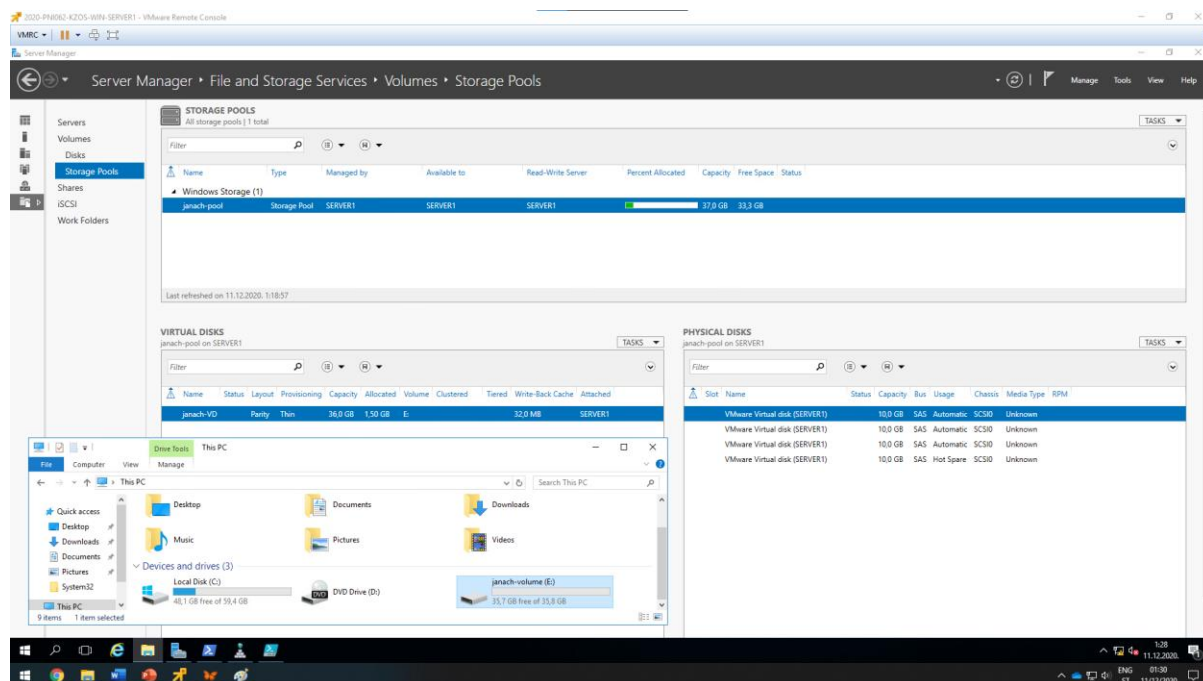 2020-PNI062-KZOS-WIN-SERVER1 - VMware Remote Console
VMRC
Server Manager
Server Manager • File and Storage Services • Volumes • Storage Pools
Manage Tools View Help
Servers
Volumes
Disks
Storage Pools
Shares
iSCSI
Work Folders
STORAGE POOLS
All storage pools | 1 total
TASKS
Filter
Name Type Managed by Available to Read-Write Server Percent Allocated Capacity Free Space Status
Windows Storage (1)
janach-pool Storage Pool SERVER1 SERVER1 SERVER1 37,0 GB 33,3 GB
Last refreshed on 11.12.2020. 1:18:57
VIRTUAL DISKS
janach-pool on SERVER1
TASKS
Filter
Name Status Layout Provisioning Capacity Allocated Volume Clustered Tiered Write-Back Cache Attached
janach-VD Parity Thin 36,0 GB 1,50 GB E: 32,0 MB SERVER1
PHYSICAL DISKS
janach-pool on SERVER1
TASKS
Filter
Slot Name Status Capacity Bus Usage Chassis Media Type RPM
VMware Virtual disk (SERVER1) 10,0 GB SAS Automatic SCSI0 Unknown
VMware Virtual disk (SERVER1) 10,0 GB SAS Automatic SCSI0 Unknown
VMware Virtual disk (SERVER1) 10,0 GB SAS Automatic SCSI0 Unknown
VMware Virtual disk (SERVER1) 10,0 GB SAS Hot Spare SCSI0 Unknown
Drive Tools This PC
File Computer View Manage
This PC
Search This PC
Quick access
Desktop
Downloads
Documents
Pictures
System32
This PC
Desktop Documents Downloads
Music Pictures Videos
Devices and drives (3)
Local Disk (C:)
48,1 GB free of 59,4 GB
DVD Drive (D:)
janach-volume (E:)
35,7 GB free of 35,8 GB
9 items 1 item selected
1:28
11.12.2020.
ENG 01:30
11/12/2020